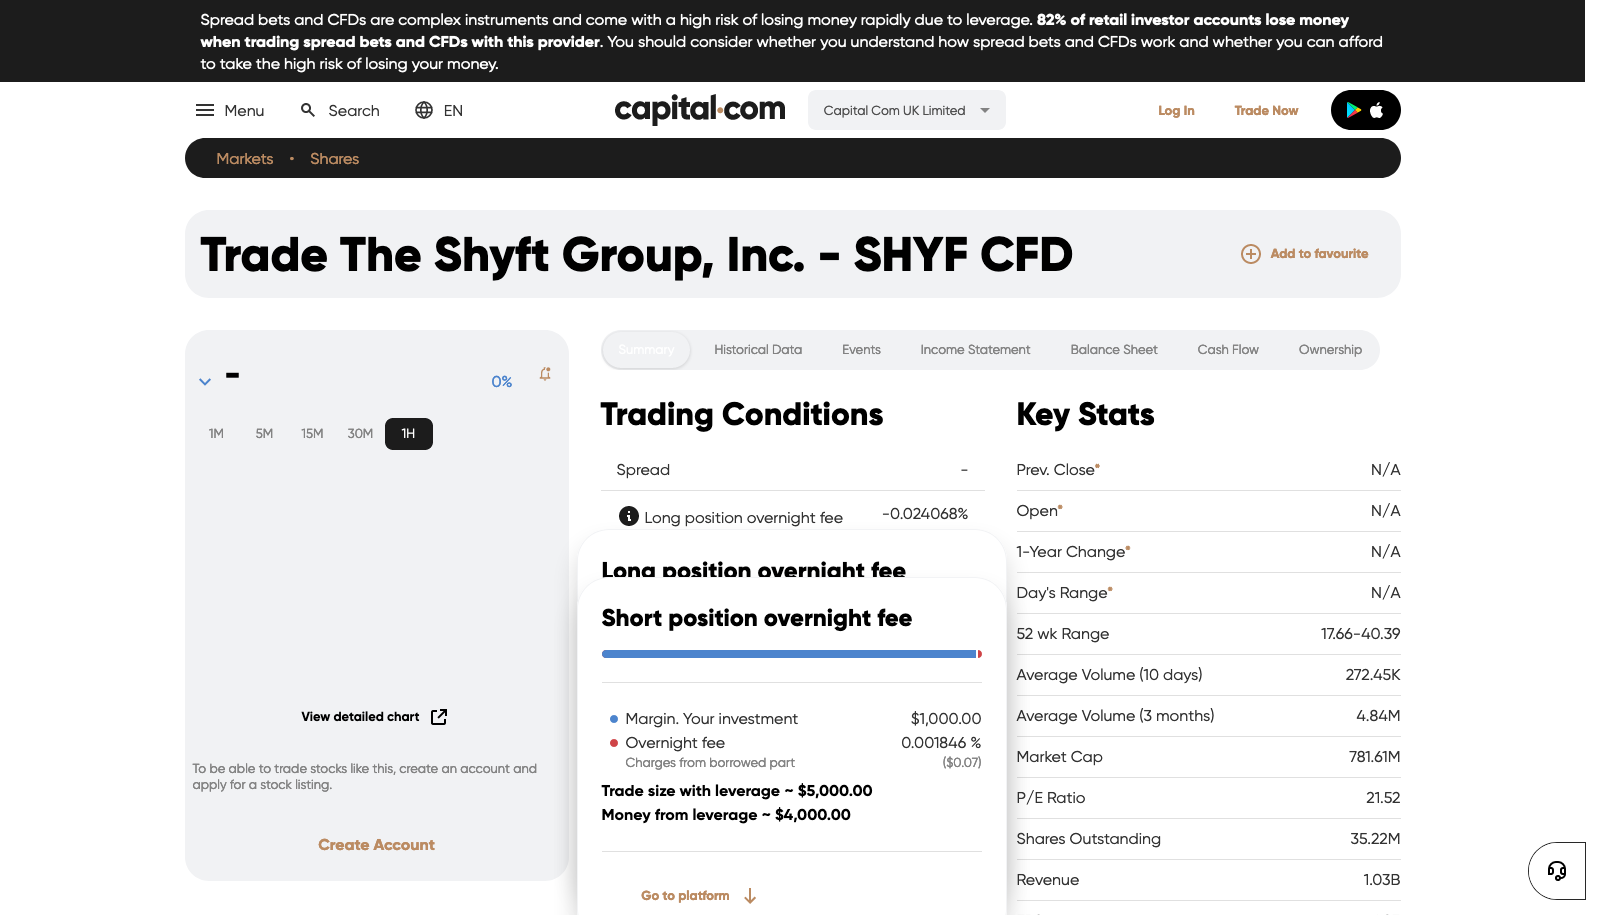 Spread bets and CFDs are complex instruments and come with a high risk of losing money rapidly due to leverage. 82% of retail investor accounts lose money
when trading spread bets and CFDs with this provider. You should consider whether you understand how spread bets and CFDs work and whether you can afford
to take the high risk of losing your money.
Menu Search EN capital.com Capital Com UK Limited Log In Trade Now
Markets • Shares
Trade The Shyft Group, Inc. - SHYF CFD
Add to favourite
- 0%
1M 5M 15M 30M 1H
View detailed chart
To be able to trade stocks like this, create an account and
apply for a stock listing.
Create Account
Summary Historical Data Events Income Statement Balance Sheet Cash Flow Ownership
Trading Conditions
Spread -
Long position overnight fee -0.024068%
Long position overnight fee
Short position overnight fee
Margin. Your investment $1,000.00
Overnight fee 0.001846 %
Charges from borrowed part ($0.07)
Trade size with leverage ~ $5,000.00
Money from leverage ~ $4,000.00
Go to platform
Key Stats
Prev. Close* N/A
Open* N/A
1-Year Change* N/A
Day's Range* N/A
52 wk Range 17.66-40.39
Average Volume (10 days) 272.45K
Average Volume (3 months) 4.84M
Market Cap 781.61M
P/E Ratio 21.52
Shares Outstanding 35.22M
Revenue 1.03B